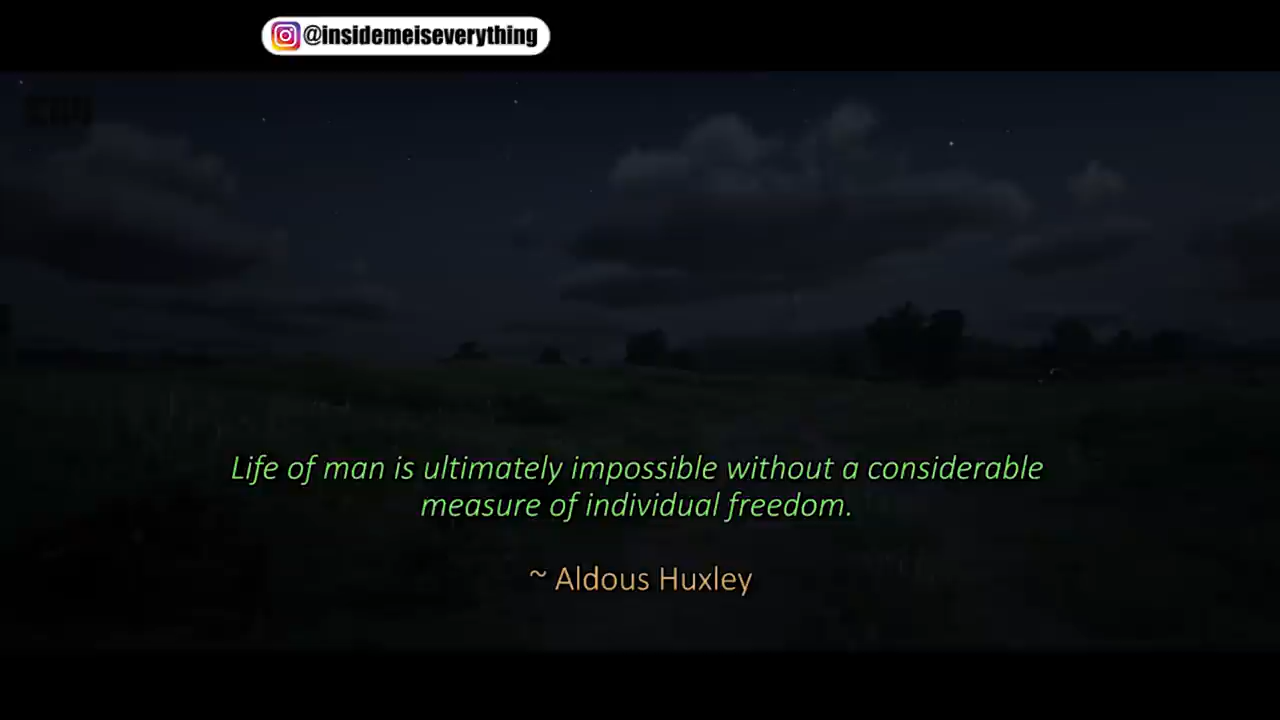 @insidemeiseverything
Life of man is ultimately impossible without a considerable
measure of individual freedom.
~ Aldous Huxley